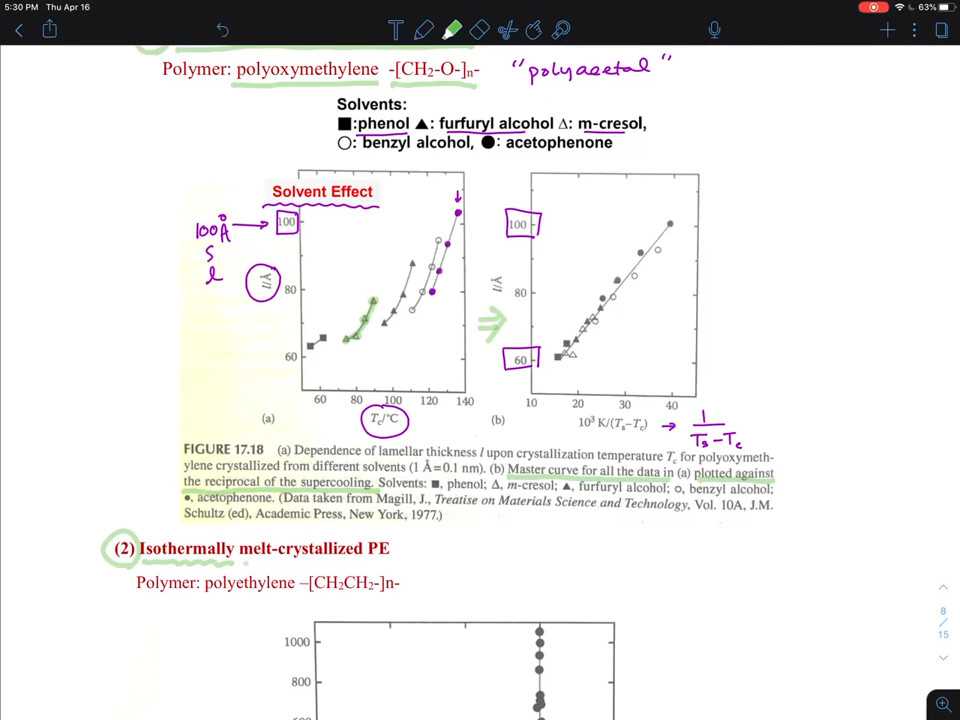 5:30 PM Thu Apr 16
63%
Polymer: polyoxymethylene -[CH2-O-]n-
"polyacetal"
Solvents:
■:phenol ▲: furfuryl alcohol Δ: m-cresol,
○: benzyl alcohol, ●: acetophenone
Solvent Effect
100Å
s
l
100
80
60
l/Å
60 80 100 120 140
(a)
Tc/°C
100
80
60
l/Å
10 20 30 40
(b)
10³ K/(Ts−Tc)
→ 1
Ts-Tc
FIGURE 17.18 (a) Dependence of lamellar thickness l upon crystallization temperature Tc for polyoxymeth-
ylene crystallized from different solvents (1 Å=0.1 nm). (b) Master curve for all the data in (a) plotted against
the reciprocal of the supercooling. Solvents: ■, phenol; Δ, m-cresol; ▲, furfuryl alcohol; o, benzyl alcohol;
●, acetophenone. (Data taken from Magill, J., Treatise on Materials Science and Technology, Vol. 10A, J.M.
Schultz (ed), Academic Press, New York, 1977.)
(2) Isothermally melt-crystallized PE
Polymer: polyethylene –[CH2CH2-]n-
1000
800
8
/
15